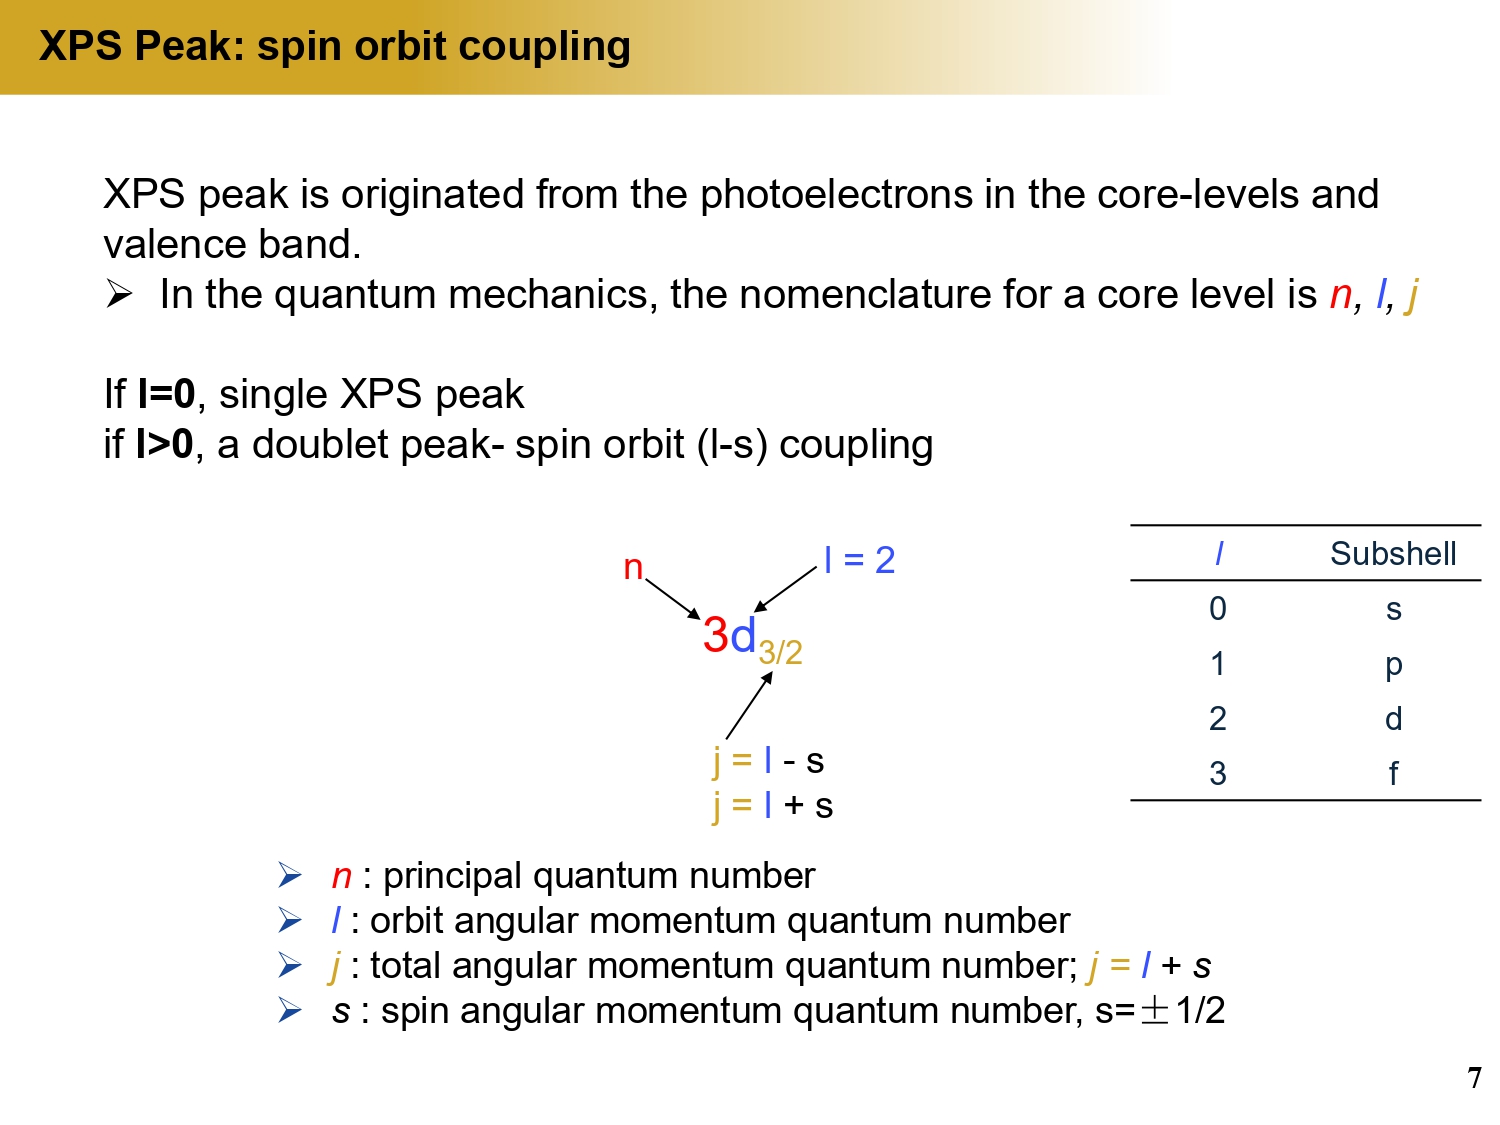 XPS Peak: spin orbit coupling
XPS peak is originated from the photoelectrons in the core-levels and
valence band.
➢ In the quantum mechanics, the nomenclature for a core level is n, l, j
If l=0, single XPS peak
if l>0, a doublet peak- spin orbit (l-s) coupling
n
l = 2
3d3/2
j = l - s
j = l + s
l Subshell
0 s
1 p
2 d
3 f
➢ n : principal quantum number
➢ l : orbit angular momentum quantum number
➢ j : total angular momentum quantum number; j = l + s
➢ s : spin angular momentum quantum number, s=±1/2
7